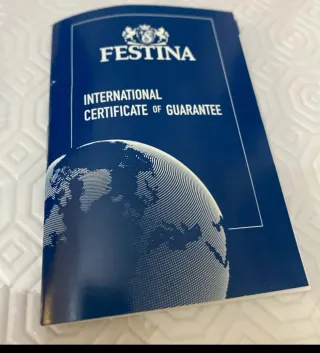 FESTINA
INTERNATIONAL
CERTIFICATE OF GUARANTEE